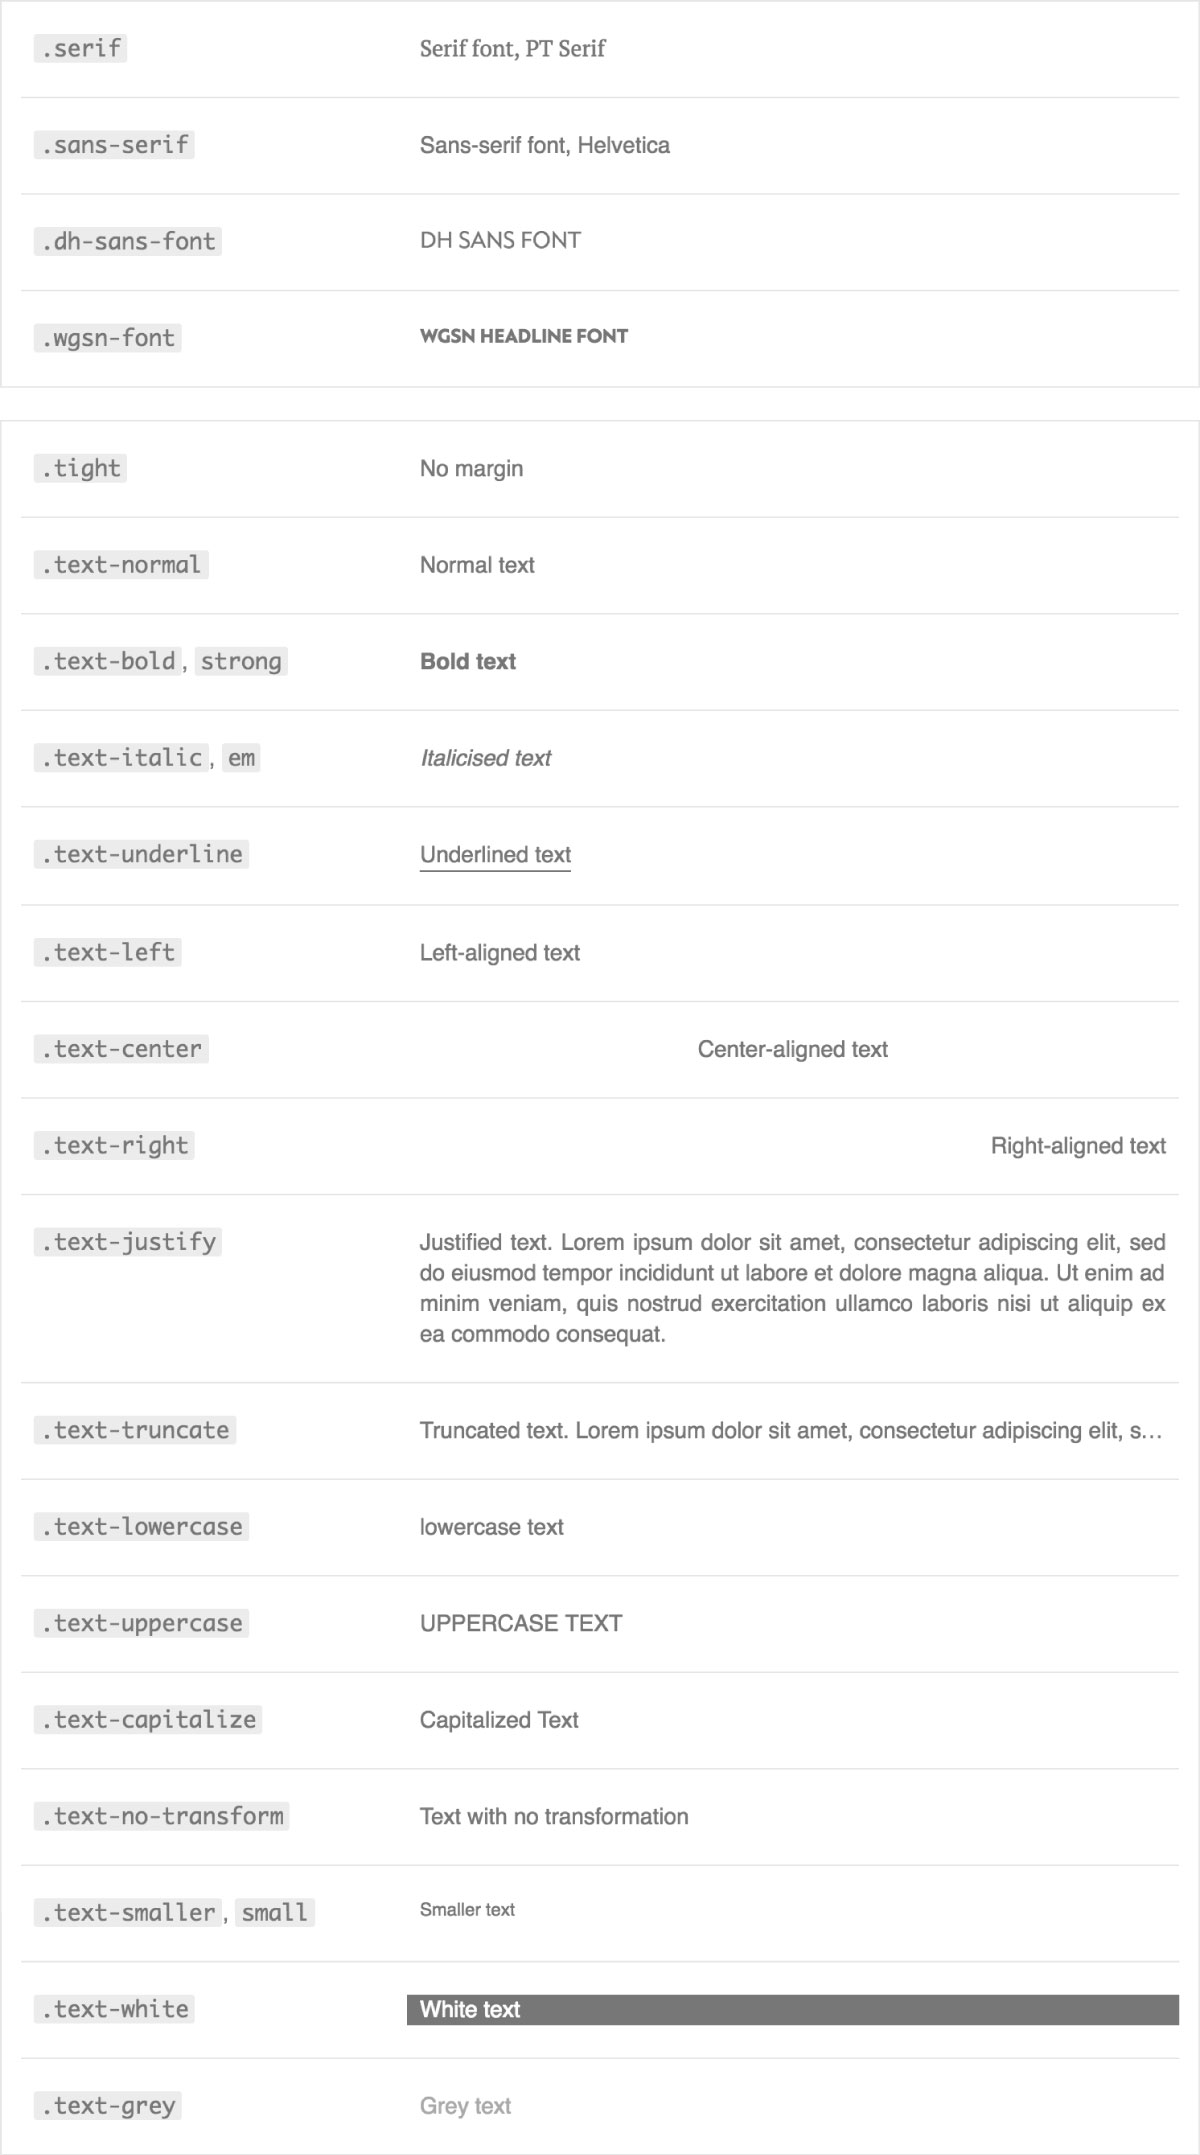 .serif Serif font, PT Serif
.sans-serif Sans-serif font, Helvetica
.dh-sans-font DH SANS FONT
.wgsn-font WGSN HEADLINE FONT
.tight No margin
.text-normal Normal text
.text-bold, strong Bold text
.text-italic, em Italicised text
.text-underline Underlined text
.text-left Left-aligned text
.text-center Center-aligned text
.text-right Right-aligned text
.text-justify Justified text. Lorem ipsum dolor sit amet, consectetur adipiscing elit, sed
do eiusmod tempor incididunt ut labore et dolore magna aliqua. Ut enim ad
minim veniam, quis nostrud exercitation ullamco laboris nisi ut aliquip ex
ea commodo consequat.
.text-truncate Truncated text. Lorem ipsum dolor sit amet, consectetur adipiscing elit, s…
.text-lowercase lowercase text
.text-uppercase UPPERCASE TEXT
.text-capitalize Capitalized Text
.text-no-transform Text with no transformation
.text-smaller, small Smaller text
.text-white White text
.text-grey Grey text